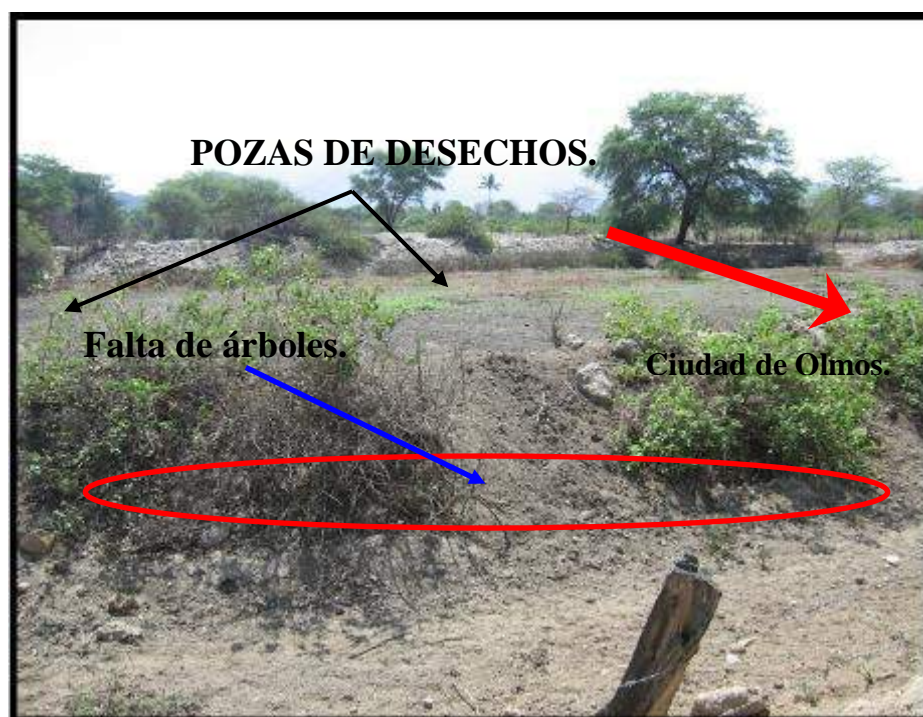 POZAS DE DESECHOS.
Falta de árboles.
Ciudad de Olmos.